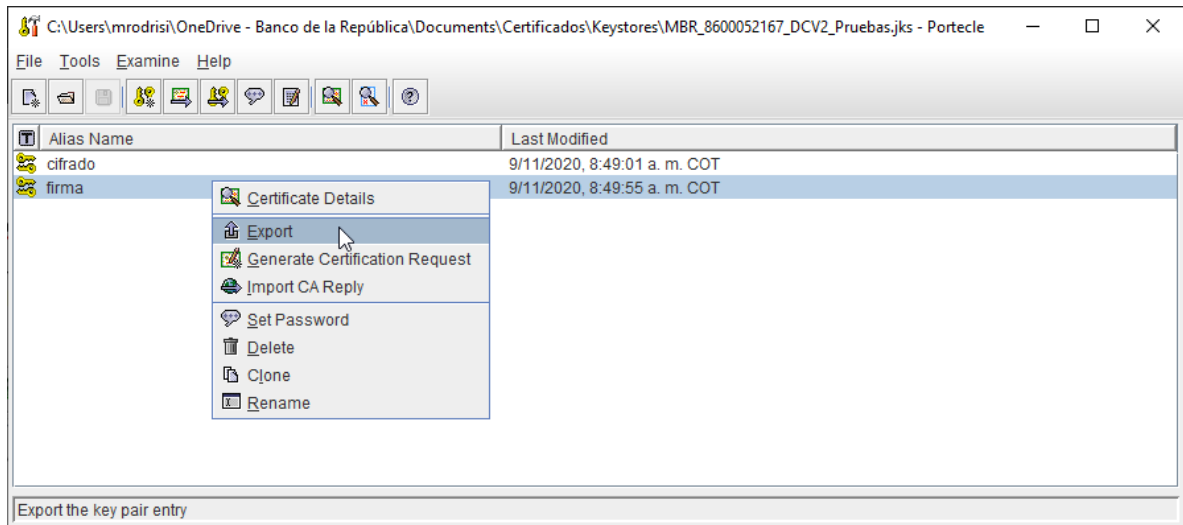 C:\Users\mrodrisi\OneDrive - Banco de la República\Documents\Certificados\Keystores\MBR_8600052167_DCV2_Pruebas.jks - Portecle
File Tools Examine Help
T Alias Name Last Modified
cifrado 9/11/2020, 8:49:01 a. m. COT
firma 9/11/2020, 8:49:55 a. m. COT
Certificate Details
Export
Generate Certification Request
Import CA Reply
Set Password
Delete
Clone
Rename
Export the key pair entry